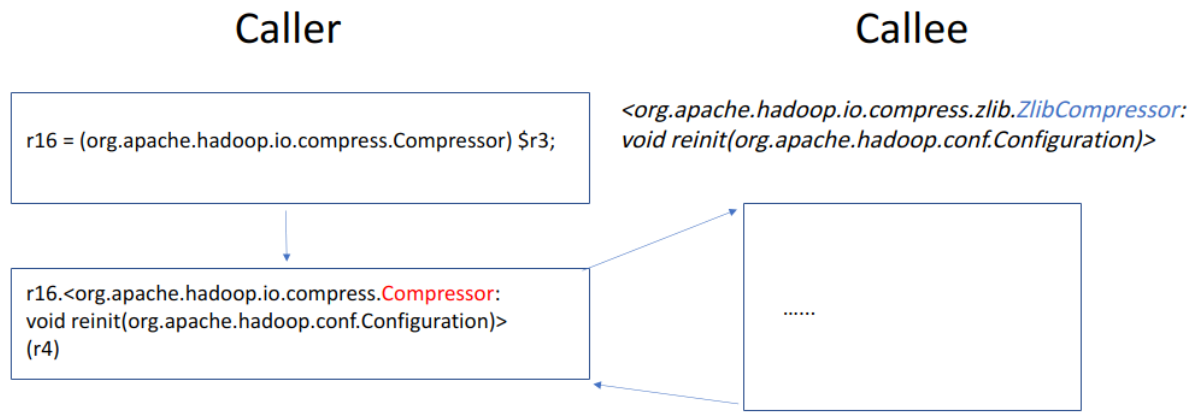 Caller
Callee
r16 = (org.apache.hadoop.io.compress.Compressor) $r3;
<org.apache.hadoop.io.compress.zlib.ZlibCompressor:
void reinit(org.apache.hadoop.conf.Configuration)>
r16.<org.apache.hadoop.io.compress.Compressor:
void reinit(org.apache.hadoop.conf.Configuration)>
(r4)
......